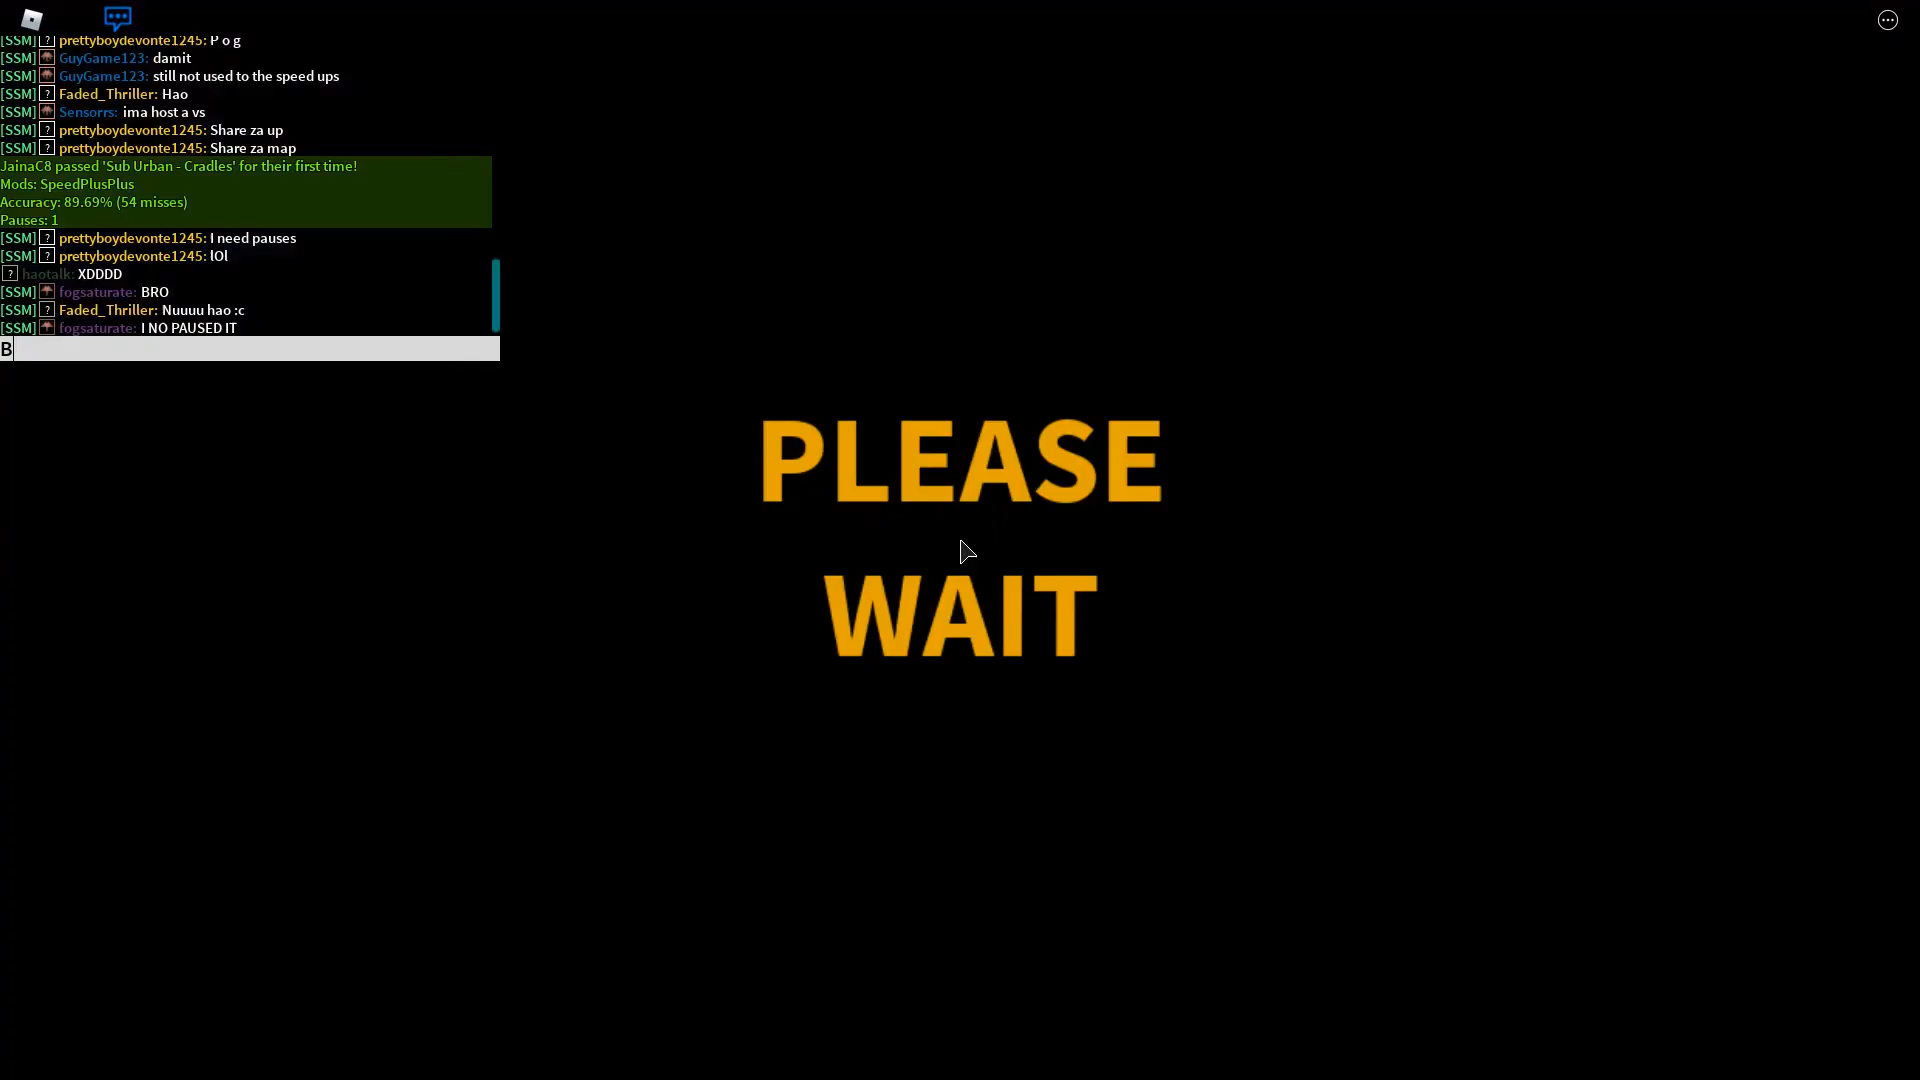 [SSM] ? prettyboydevonte1245: P o g
[SSM] GuyGame123: damit
[SSM] GuyGame123: still not used to the speed ups
[SSM] ? Faded_Thriller: Hao
[SSM] Sensorrs: ima host a vs
[SSM] ? prettyboydevonte1245: Share za up
[SSM] ? prettyboydevonte1245: Share za map
JainaC8 passed 'Sub Urban - Cradles' for their first time!
Mods: SpeedPlusPlus
Accuracy: 89.69% (54 misses)
Pauses: 1
[SSM] ? prettyboydevonte1245: I need pauses
[SSM] ? prettyboydevonte1245: lOl
? haotalk: XDDDD
[SSM] fogsaturate: BRO
[SSM] ? Faded_Thriller: Nuuuu hao :c
[SSM] fogsaturate: I NO PAUSED IT
B
PLEASE
WAIT